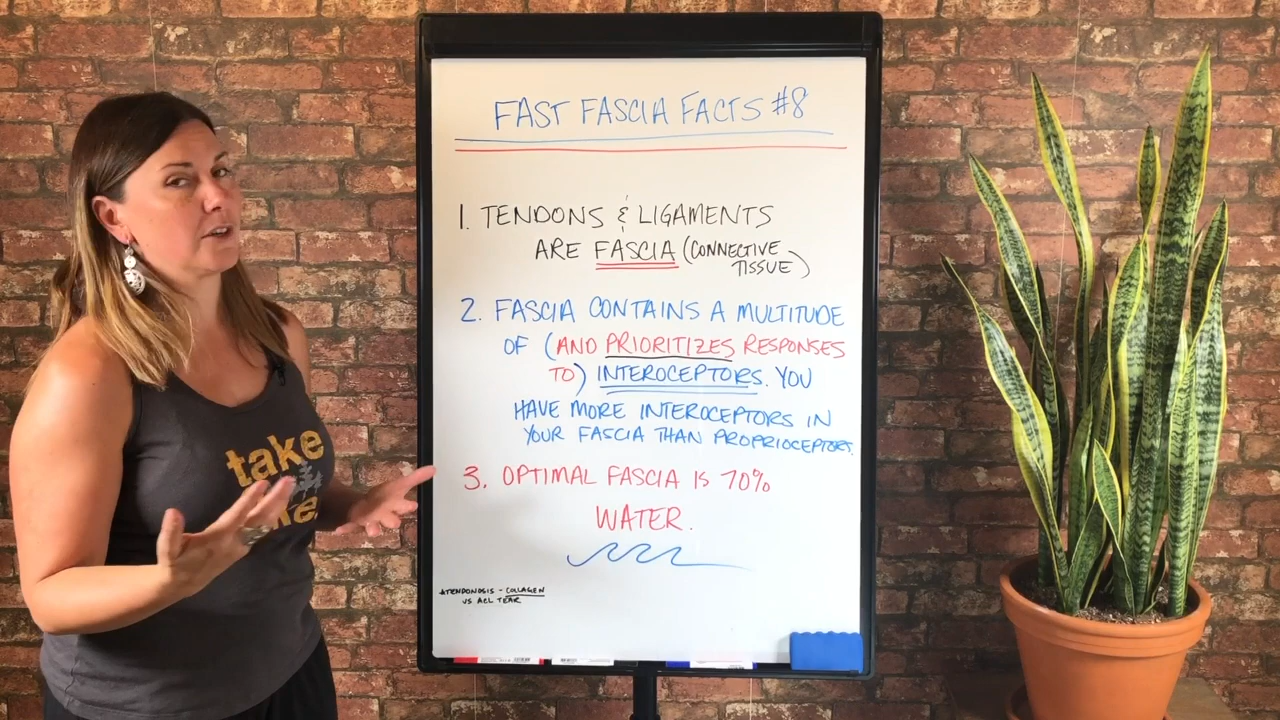 FAST FASCIA FACTS #8
1. TENDONS & LIGAMENTS
ARE FASCIA (CONNECTIVE
TISSUE)
2. FASCIA CONTAINS A MULTITUDE
OF (AND PRIORITIZES RESPONSES
TO) INTEROCEPTORS. YOU
HAVE MORE INTEROCEPTORS IN
YOUR FASCIA THAN PROPRIOCEPTORS.
3. OPTIMAL FASCIA IS 70%
WATER.
*TENDONOSIS - COLLAGEN
VS ACL TEAR
take